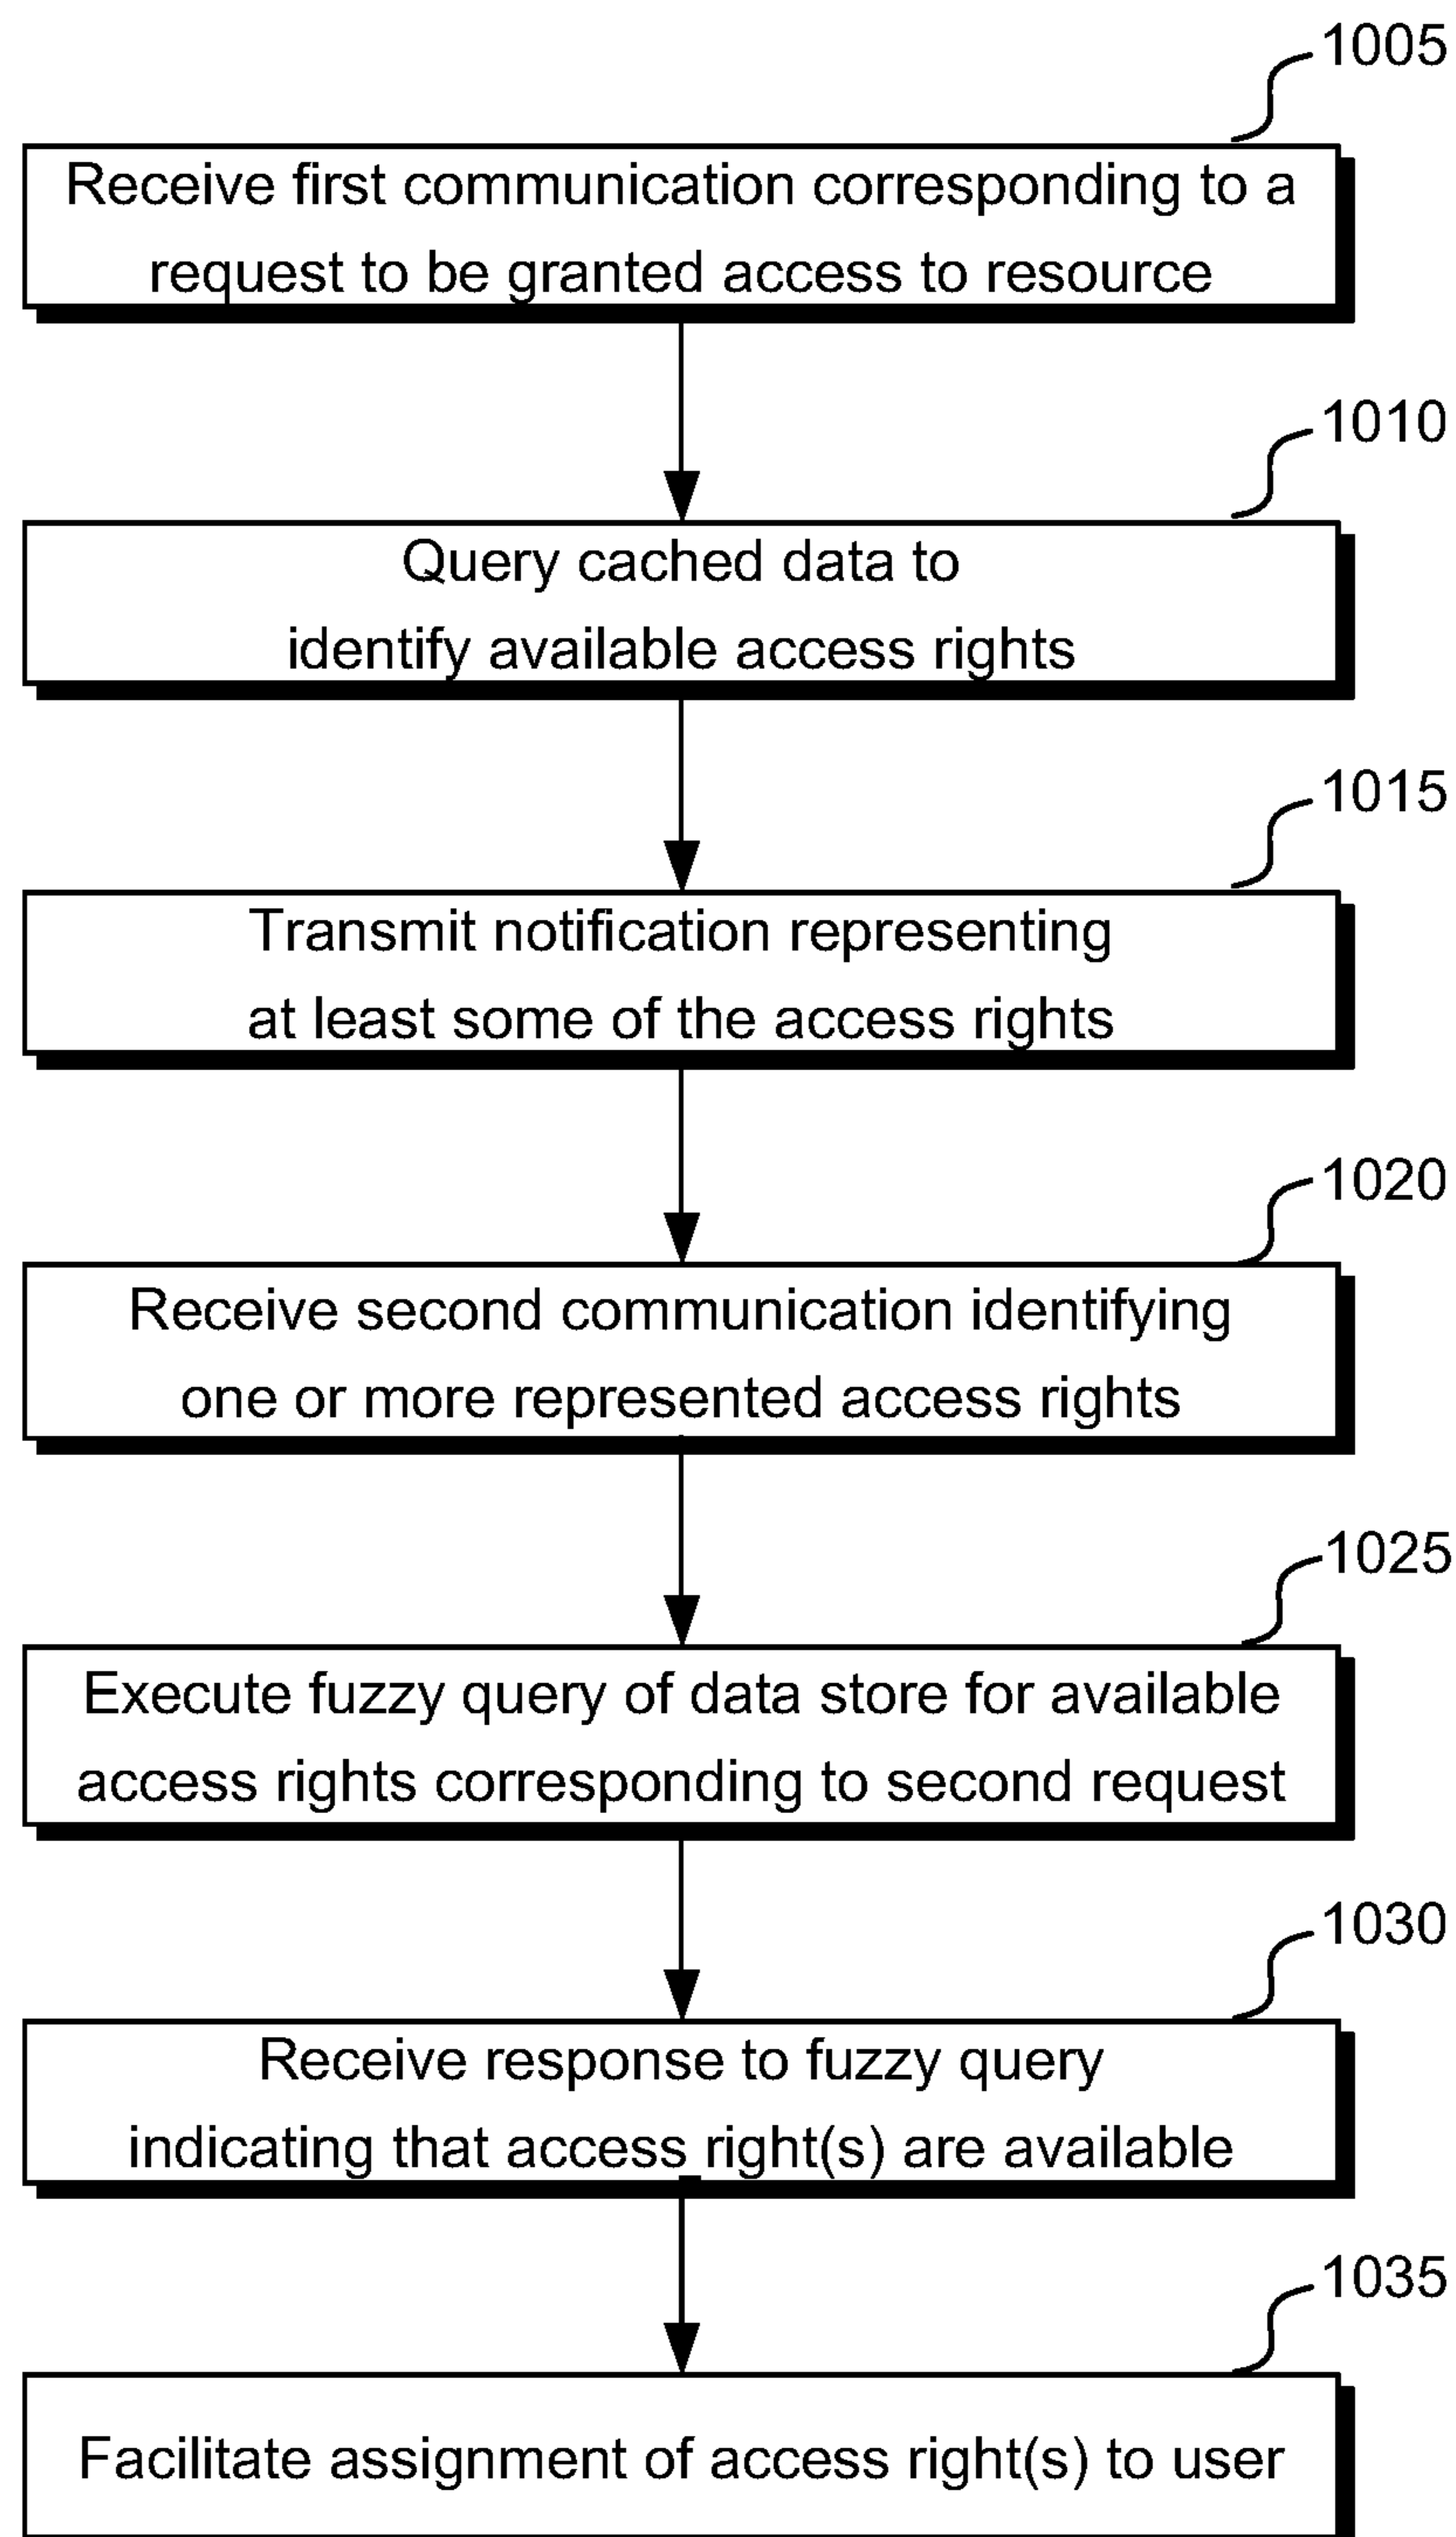 1005
Receive first communication corresponding to a
request to be granted access to resource
1010
Query cached data to
identify available access rights
1015
Transmit notification representing
at least some of the access rights
1020
Receive second communication identifying
one or more represented access rights
1025
Execute fuzzy query of data store for available
access rights corresponding to second request
1030
Receive response to fuzzy query
indicating that access right(s) are available
1035
Facilitate assignment of access right(s) to user